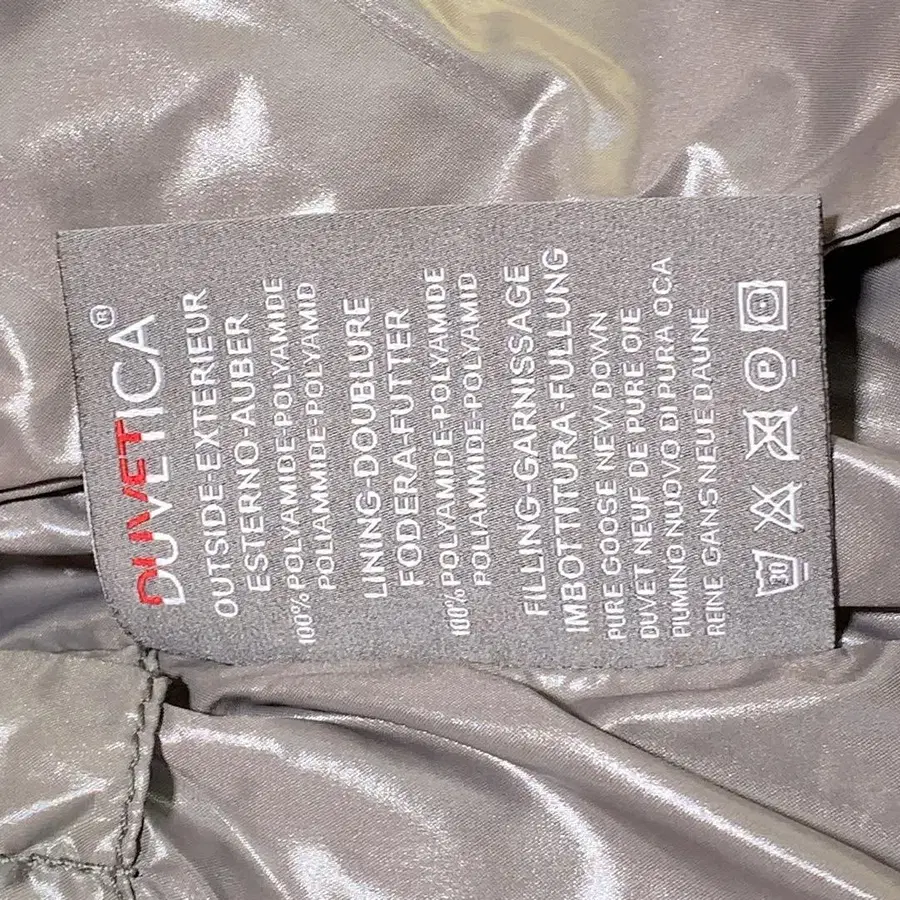 DUVETICA®
OUTSIDE-EXTERIEUR
ESTERNO-AUBER
100% POLYAMIDE-POLYAMIDE
POLIAMMIDE-POLYAMID
LINING-DOUBLURE
FODERA-FUTTER
100% POLYAMIDE-POLYAMIDE
POLIAMMIDE-POLYAMID
FILLING-GARNISSAGE
IMBOTTITURA-FULLUNG
PURE GOOSE NEW DOWN
DUVET NEUF DE PURE OIE
PIUMINO NUOVO DI PURA OCA
REINE GANS NEUE DAUNE
30 P